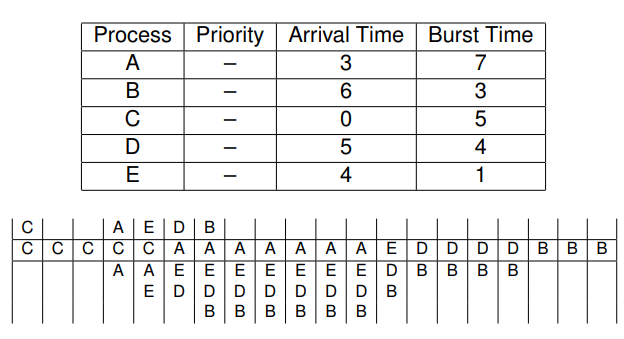 Process Priority Arrival Time Burst Time
A – 3 7
B – 6 3
C – 0 5
D – 5 4
E – 4 1
C A E D B
C C C C C A A A A A A A E D D D D B B B
A A E E E E E E D B B B B
E D D D D D D B
B B B B B B